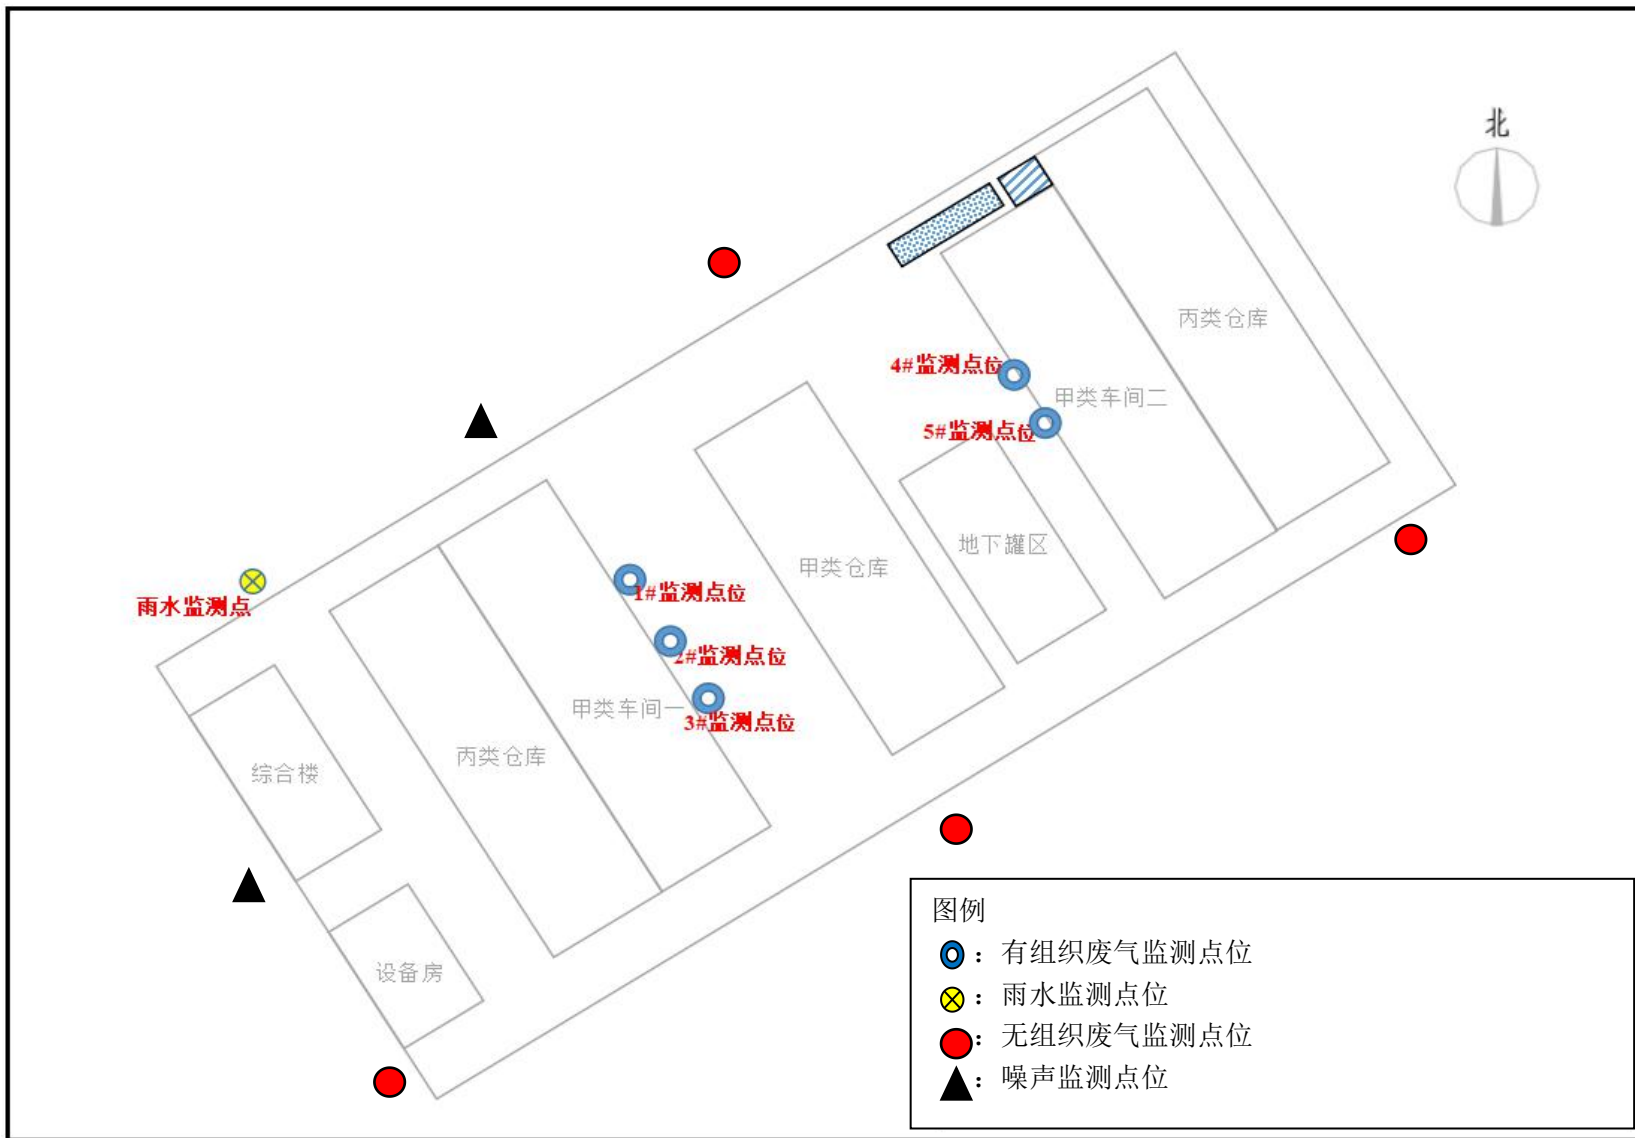 北
丙类仓库
4#监测点位
甲类车间二
5#监测点位
地下罐区
甲类仓库
雨水监测点
1#监测点位
2#监测点位
甲类车间一
3#监测点位
丙类仓库
综合楼
设备房
图例
：有组织废气监测点位
：雨水监测点位
：无组织废气监测点位
：噪声监测点位